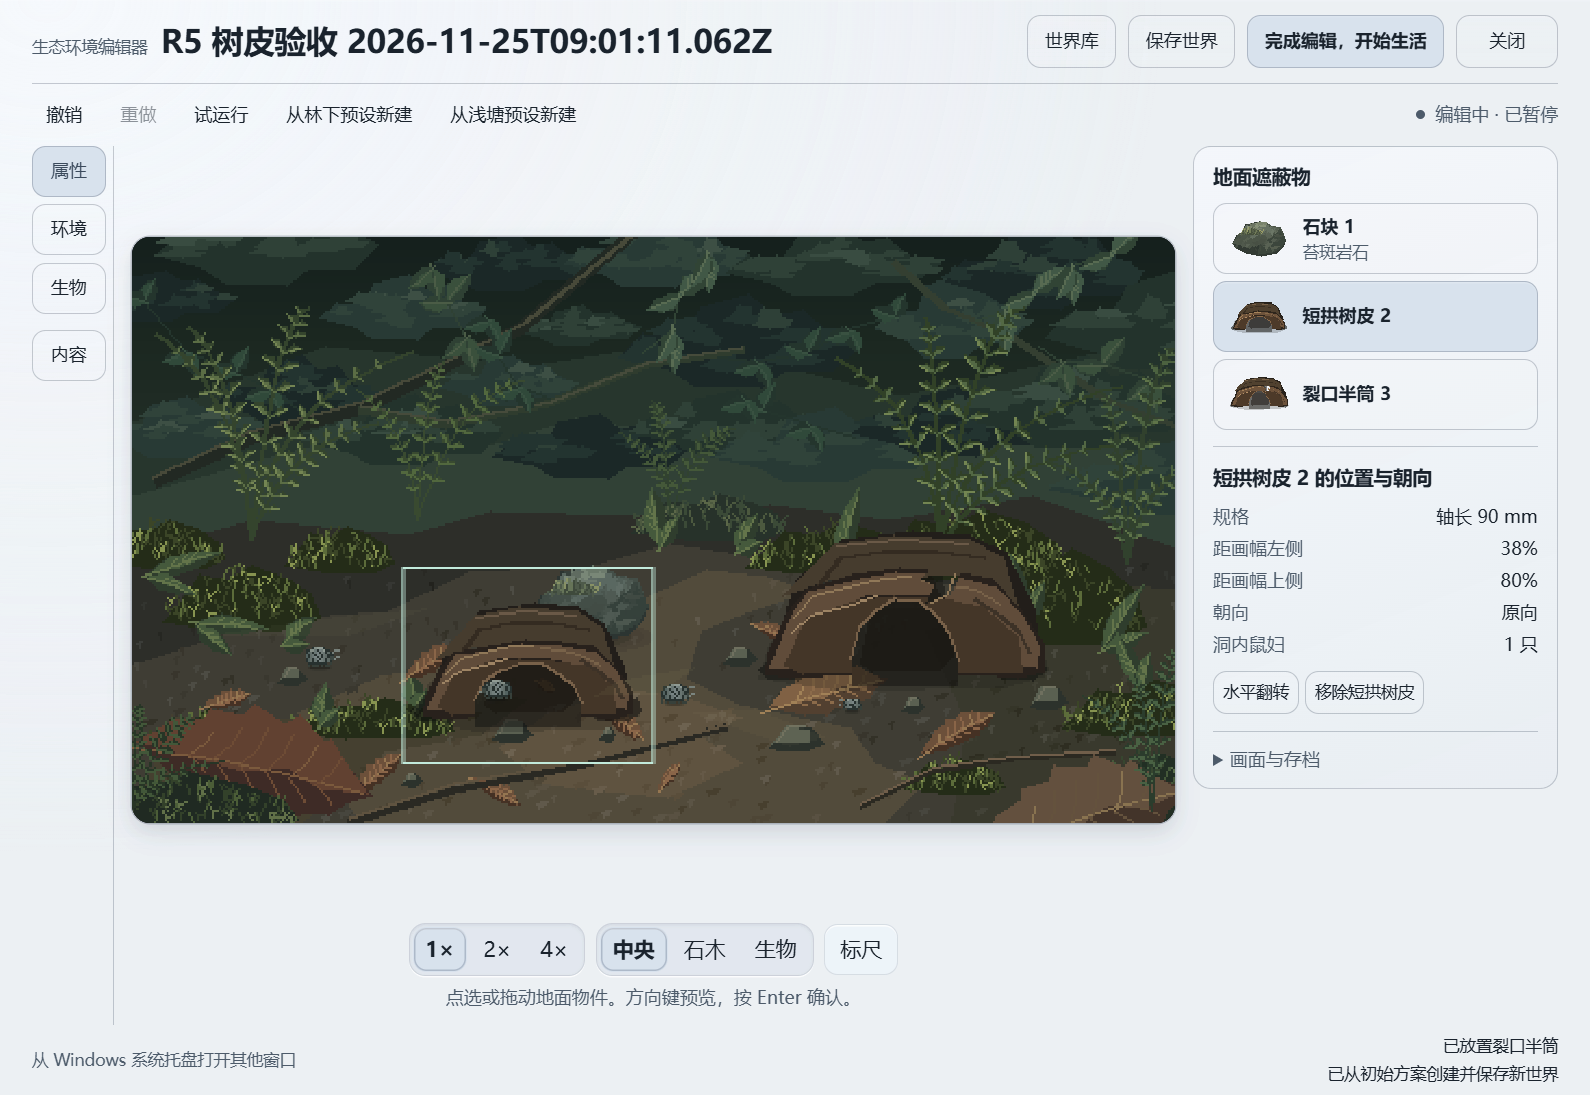 生态环境编辑器 R5 树皮验收 2026-11-25T09:01:11.062Z
世界库 保存世界 完成编辑，开始生活 关闭
撤销 重做 试运行 从林下预设新建 从浅塘预设新建
编辑中 · 已暂停
属性
环境
生物
内容
地面遮蔽物
石块 1
苔斑岩石
短拱树皮 2
裂口半筒 3
短拱树皮 2 的位置与朝向
规格 轴长 90 mm
距画幅左侧 38%
距画幅上侧 80%
朝向 原向
洞内鼠妇 1 只
水平翻转 移除短拱树皮
画面与存档
1× 2× 4× 中央 石木 生物 标尺
点选或拖动地面物件。方向键预览，按 Enter 确认。
从 Windows 系统托盘打开其他窗口
已放置裂口半筒
已从初始方案创建并保存新世界